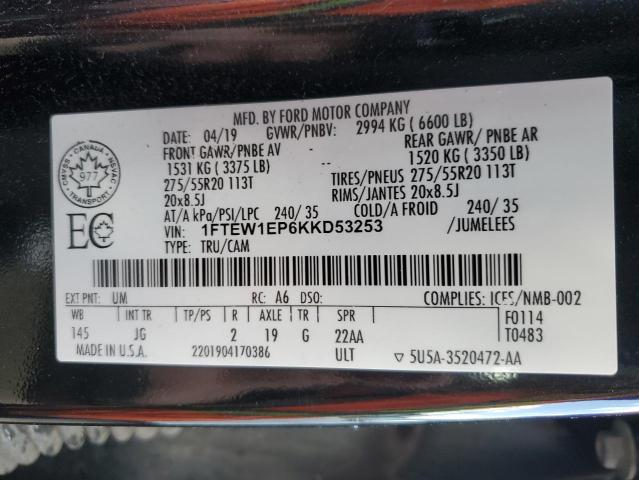 MFD. BY FORD MOTOR COMPANY
DATE: 04/19 GVWR/PNBV: 2994 KG ( 6600 LB)
FRONT GAWR/PNBE AV REAR GAWR/ PNBE AR
1531 KG ( 3375 LB) 1520 KG ( 3350 LB)
275/55R20 113T TIRES/PNEUS 275/55R20 113T
20x8.5J RIMS/JANTES 20x8.5J
AT/A kPa/PSI/LPC 240/ 35 COLD/A FROID 240/ 35
VIN: 1FTEW1EP6KKD53253 /JUMELEES
TYPE: TRU/CAM
CANADA
CMVSS NSVAC
977
TRANSPORT
EC
EXT PNT: UM RC: A6 DSO: COMPLIES: ICES/NMB-002
WB INT TR TP/PS R AXLE TR SPR F0114
145 JG 2 19 G 22AA T0483
MADE IN U.S.A. 2201904170386 ULT ▽ 5U5A-3520472-AA